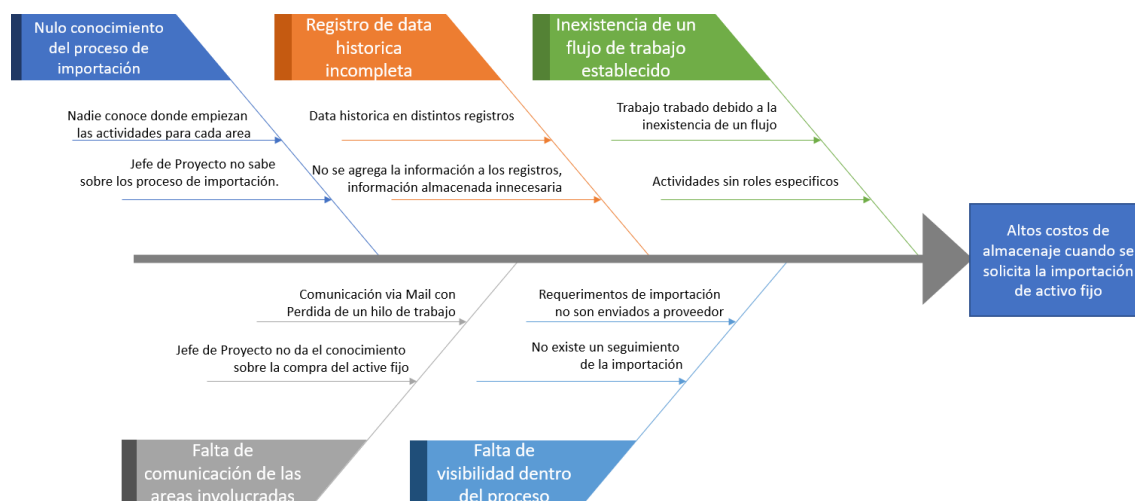 Nulo conocimiento
del proceso de
importación
Registro de data
historica
incompleta
Inexistencia de un
flujo de trabajo
establecido
Nadie conoce donde empiezan
las actividades para cada area
Jefe de Proyecto no sabe
sobre los proceso de importación.
Data historica en distintos registros
No se agrega la información a los registros,
información almacenada innecesaria
Trabajo trabado debido a la
inexistencia de un flujo
Actividades sin roles especificos
Altos costos de
almacenaje cuando se
solicita la importación
de activo fijo
Comunicación via Mail con
Perdida de un hilo de trabajo
Jefe de Proyecto no da el conocimiento
sobre la compra del active fijo
Requerimentos de importación
no son enviados a proveedor
No existe un seguimiento
de la importación
Falta de
comunicación de las
areas involucradas
Falta de
visibilidad dentro
del proceso